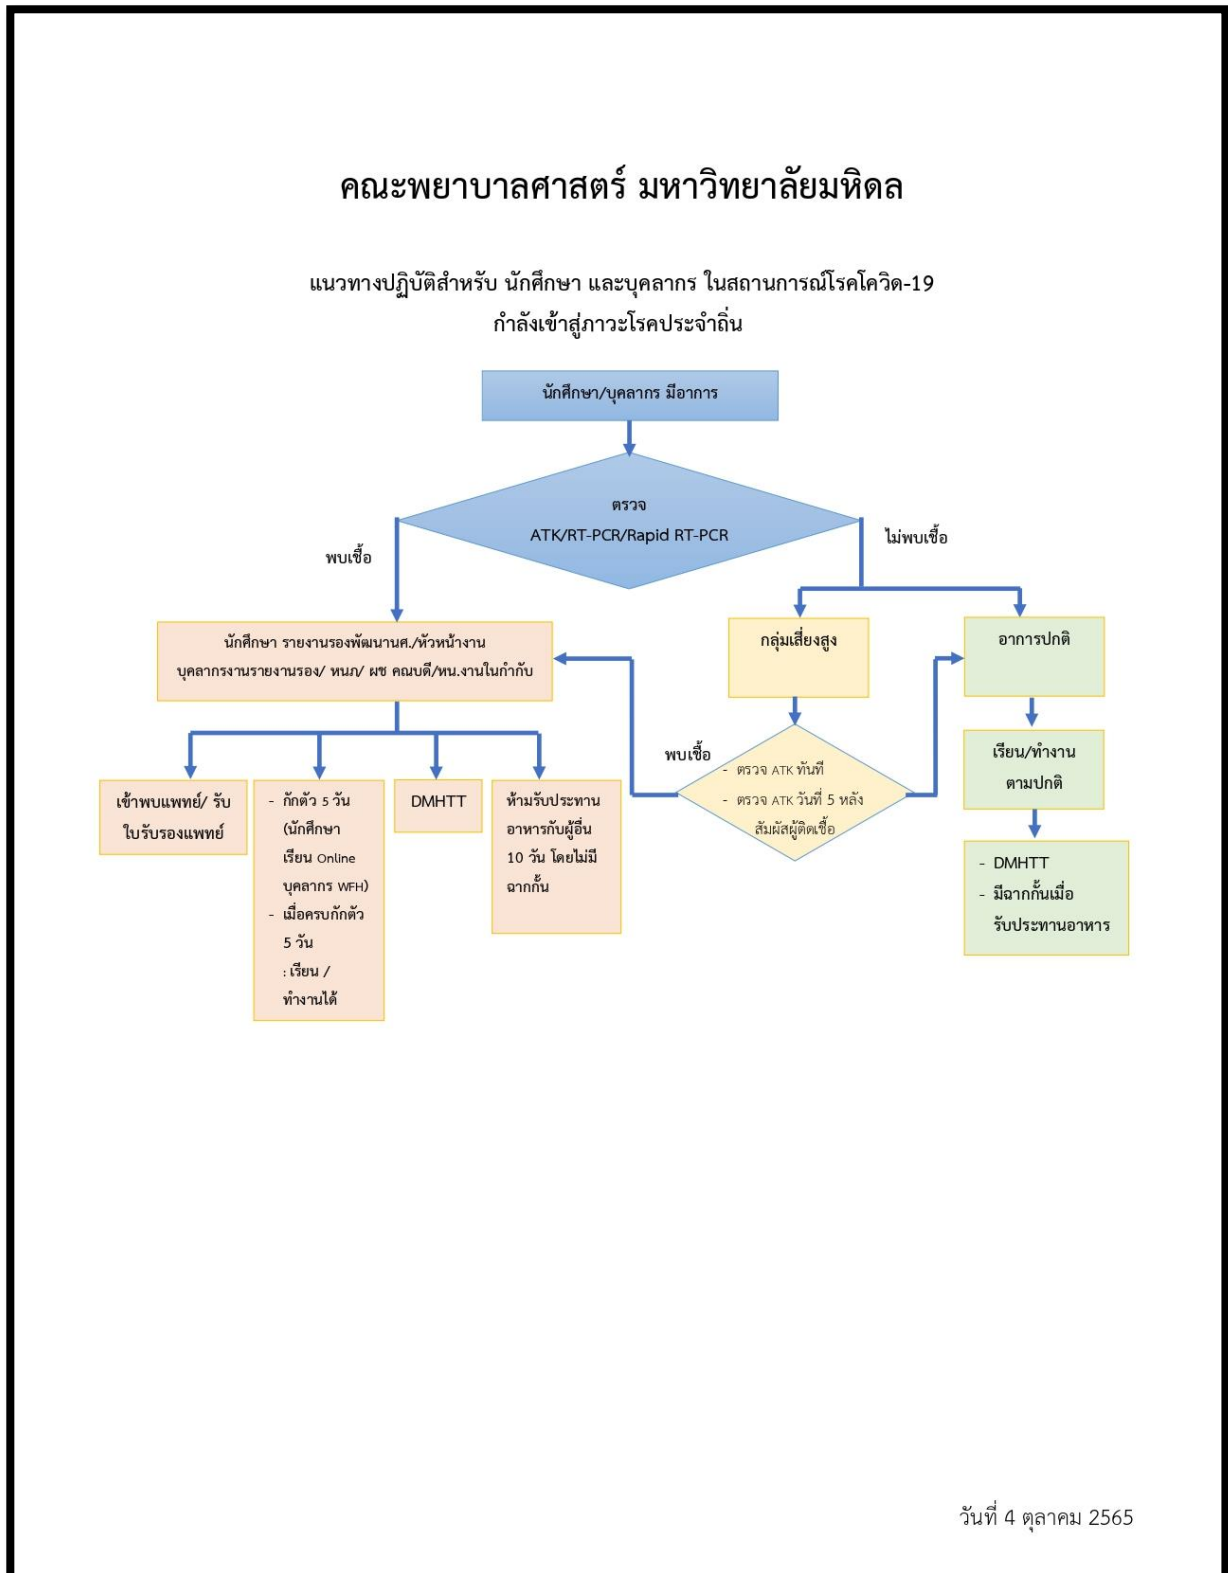 คณะพยาบาลศาสตร์ มหาวิทยาลัยมหิดล
แนวทางปฏิบัติสำหรับ นักศึกษา และบุคลากร ในสถานการณ์โรคโควิด-19
กำลังเข้าสู่ภาวะโรคประจำถิ่น
นักศึกษา/บุคลากร มีอาการ
ตรวจ
ATK/RT-PCR/Rapid RT-PCR
พบเชื้อ
ไม่พบเชื้อ
นักศึกษา รายงานรองพัฒนานศ./หัวหน้างาน
บุคลากรงานรายงานรอง/ หนภ/ ผช คณบดี/หน.งานในกำกับ
กลุ่มเสี่ยงสูง
อาการปกติ
พบเชื้อ
- ตรวจ ATK ทันที
- ตรวจ ATK วันที่ 5 หลัง
สัมผัสผู้ติดเชื้อ
เรียน/ทำงาน
ตามปกติ
เข้าพบแพทย์/ รับ
ใบรับรองแพทย์
- กักตัว 5 วัน
(นักศึกษา
เรียน Online
บุคลากร WFH)
- เมื่อครบกักตัว
5 วัน
: เรียน /
ทำงานได้
DMHTT
ห้ามรับประทาน
อาหารกับผู้อื่น
10 วัน โดยไม่มี
ฉากกั้น
- DMHTT
- มีฉากกั้นเมื่อ
รับประทานอาหาร
วันที่ 4 ตุลาคม 2565